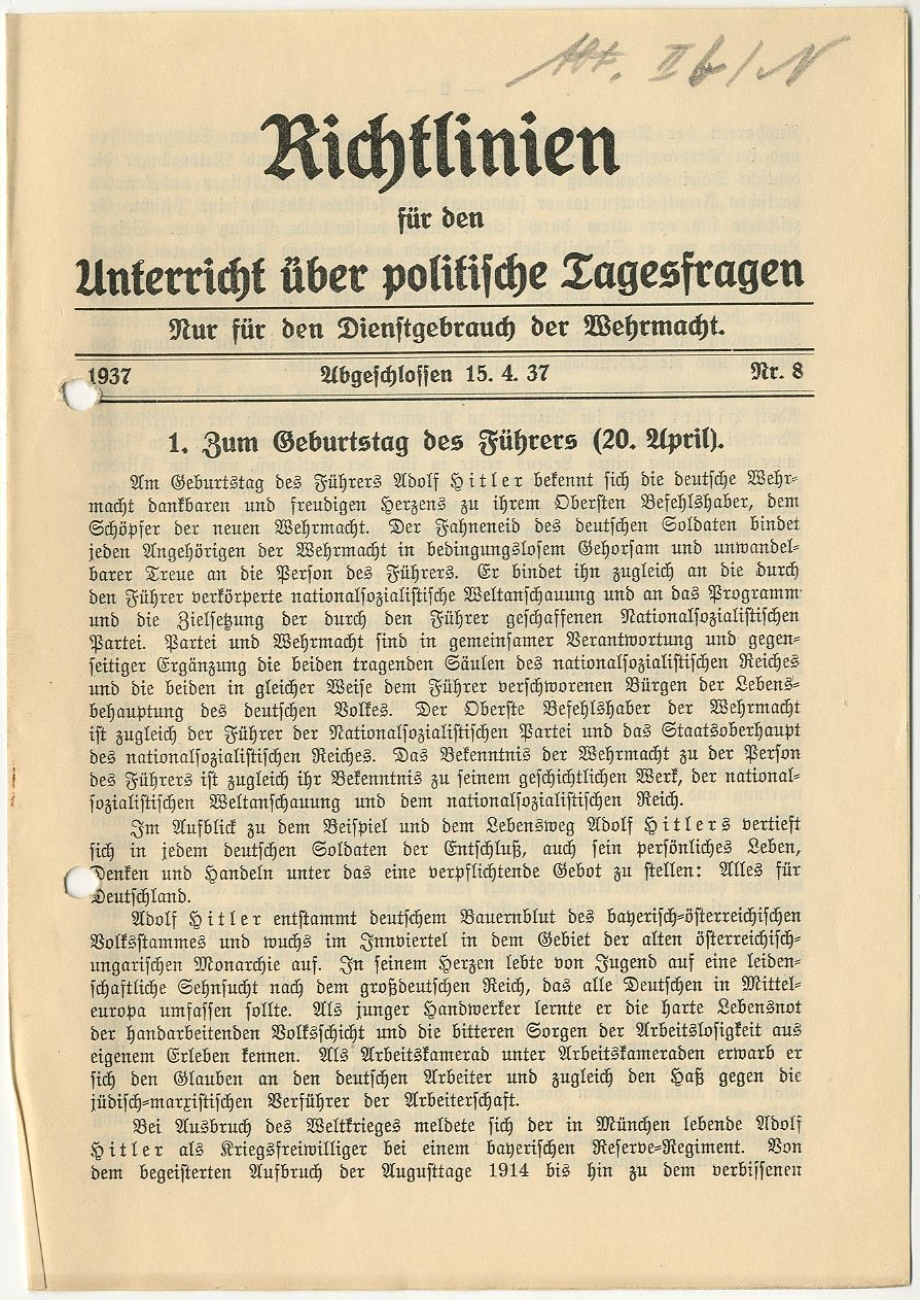 Abt. II b / N
Richtlinien
für den
Unterricht über politische Tagesfragen
Nur für den Dienstgebrauch der Wehrmacht.
1937 Abgeschlossen 15. 4. 37 Nr. 8
1. Zum Geburtstag des Führers (20. April).
Am Geburtstag des Führers Adolf Hitler bekennt sich die deutsche Wehr-
macht dankbaren und freudigen Herzens zu ihrem Obersten Befehlshaber, dem
Schöpfer der neuen Wehrmacht. Der Fahneneid des deutschen Soldaten bindet
jeden Angehörigen der Wehrmacht in bedingungslosem Gehorsam und unwandel-
barer Treue an die Person des Führers. Er bindet ihn zugleich an die durch
den Führer verkörperte nationalsozialistische Weltanschauung und an das Programm
und die Zielsetzung der durch den Führer geschaffenen Nationalsozialistischen
Partei. Partei und Wehrmacht sind in gemeinsamer Verantwortung und gegen-
seitiger Ergänzung die beiden tragenden Säulen des nationalsozialistischen Reiches
und die beiden in gleicher Weise dem Führer verschworenen Bürgen der Lebens-
behauptung des deutschen Volkes. Der Oberste Befehlshaber der Wehrmacht
ist zugleich der Führer der Nationalsozialistischen Partei und das Staatsoberhaupt
des nationalsozialistischen Reiches. Das Bekenntnis der Wehrmacht zu der Person
des Führers ist zugleich ihr Bekenntnis zu seinem geschichtlichen Werk, der national-
sozialistischen Weltanschauung und dem nationalsozialistischen Reich.
Im Aufblick zu dem Beispiel und dem Lebensweg Adolf Hitlers vertieft
sich in jedem deutschen Soldaten der Entschluß, auch sein persönliches Leben,
Denken und Handeln unter das eine verpflichtende Gebot zu stellen: Alles für
Deutschland.
Adolf Hitler entstammt deutschem Bauernblut des bayerisch-österreichischen
Volksstammes und wuchs im Innviertel in dem Gebiet der alten österreichisch-
ungarischen Monarchie auf. In seinem Herzen lebte von Jugend auf eine leiden-
schaftliche Sehnsucht nach dem großdeutschen Reich, das alle Deutschen in Mittel-
europa umfassen sollte. Als junger Handwerker lernte er die harte Lebensnot
der handarbeitenden Volksschicht und die bitteren Sorgen der Arbeitslosigkeit aus
eigenem Erleben kennen. Als Arbeitskamerad unter Arbeitskameraden erwarb er
sich den Glauben an den deutschen Arbeiter und zugleich den Haß gegen die
jüdisch-marxistischen Verführer der Arbeiterschaft.
Bei Ausbruch des Weltkrieges meldete sich der in München lebende Adolf
Hitler als Kriegsfreiwilliger bei einem bayerischen Reserve-Regiment. Von
dem begeisterten Aufbruch der Augusttage 1914 bis hin zu dem verbissenen